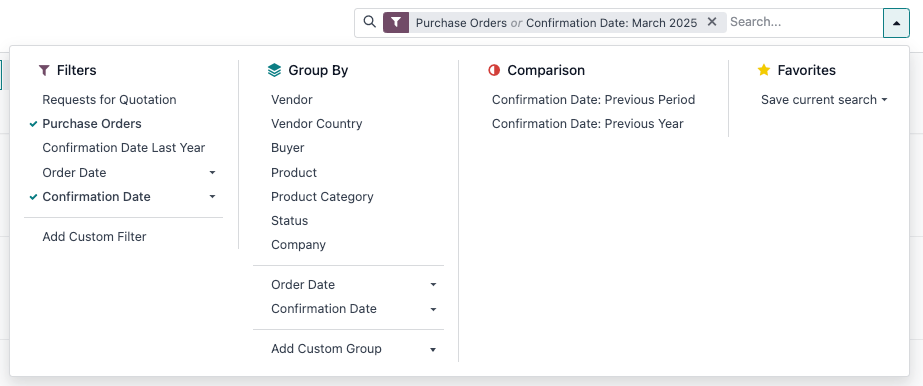 Purchase Orders or Confirmation Date: March 2025
Search...
Filters
Requests for Quotation
Purchase Orders
Confirmation Date Last Year
Order Date
Confirmation Date
Add Custom Filter
Group By
Vendor
Vendor Country
Buyer
Product
Product Category
Status
Company
Order Date
Confirmation Date
Add Custom Group
Comparison
Confirmation Date: Previous Period
Confirmation Date: Previous Year
Favorites
Save current search